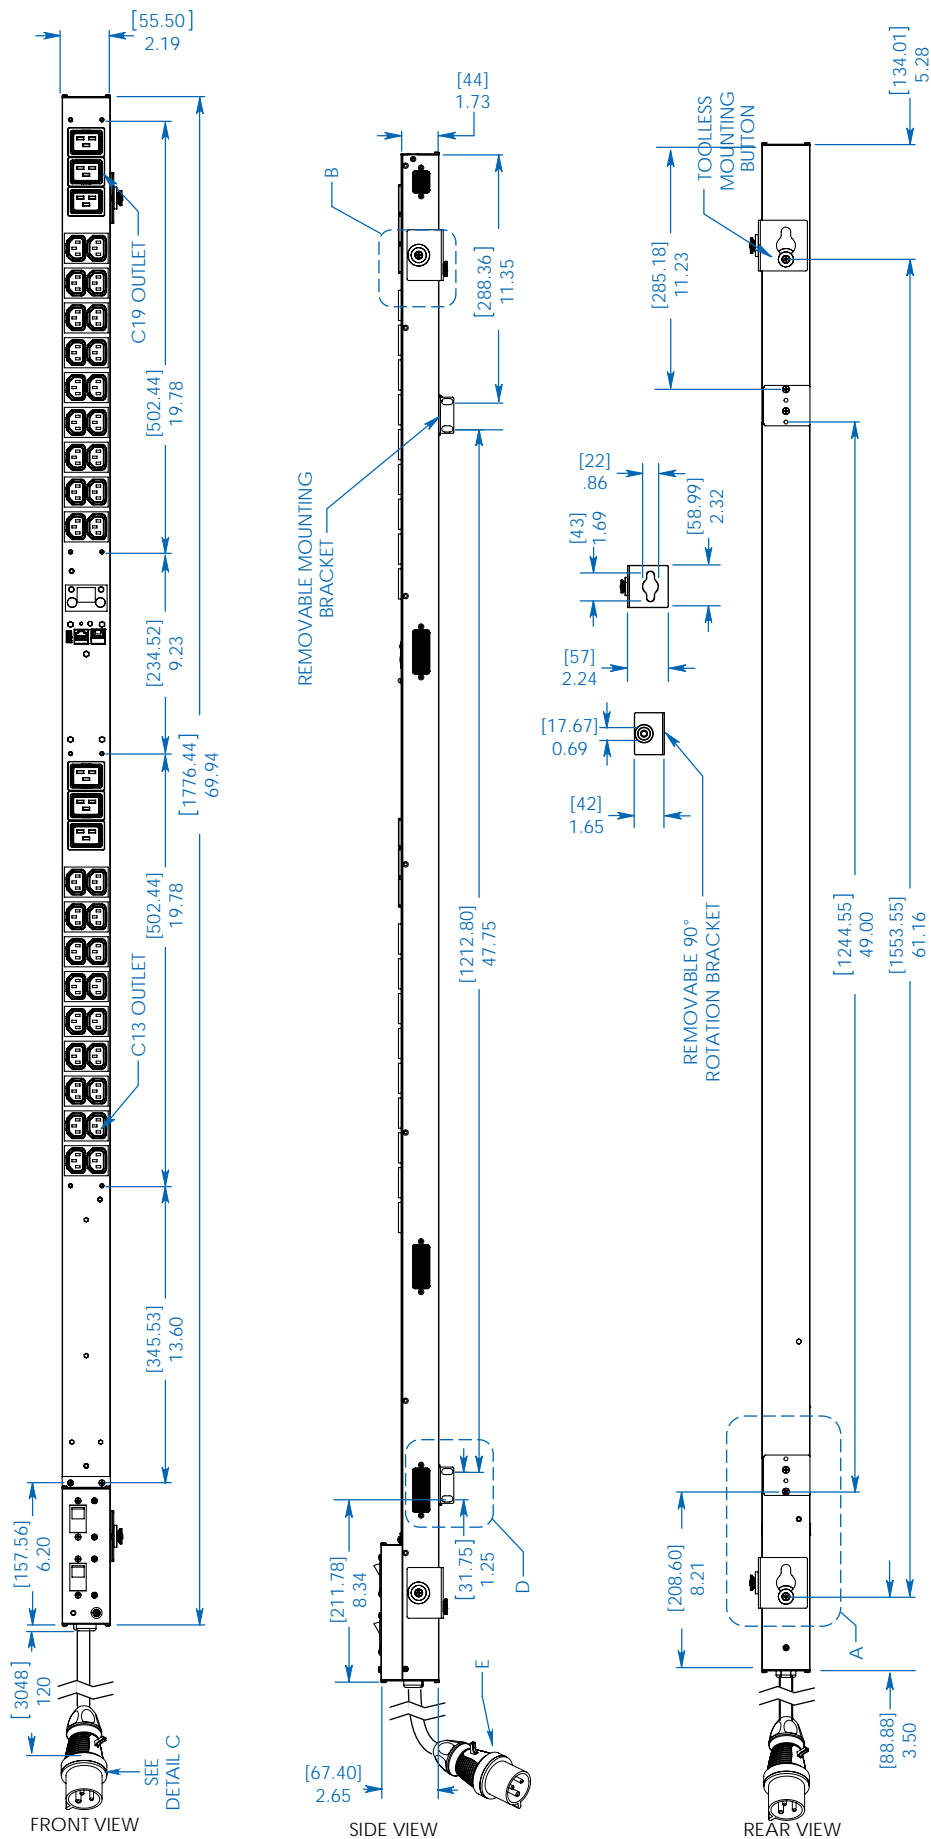 [55.50]
2.19
C19 OUTLET
[502.44]
19.78
[234.52]
9.23
[1776.44]
69.94
[502.44]
19.78
C13 OUTLET
[345.53]
13.60
[157.56]
6.20
[3048]
120
SEE
DETAIL C
FRONT VIEW
[44]
1.73
B
[288.36]
11.35
REMOVABLE MOUNTING
BRACKET
[1212.80]
47.75
[211.78]
8.34
[31.75]
1.25
D
E
[67.40]
2.65
SIDE VIEW
[22]
.86
[43]
1.69
[58.99]
2.32
[57]
2.24
[17.67]
0.69
[42]
1.65
REMOVABLE 90°
ROTATION BRACKET
[134.01]
5.28
TOOLLESS
MOUNTING
BUTTON
[285.18]
11.23
[1244.55]
49.00
[1553.55]
61.16
[208.60]
8.21
A
[88.88]
3.50
REAR VIEW